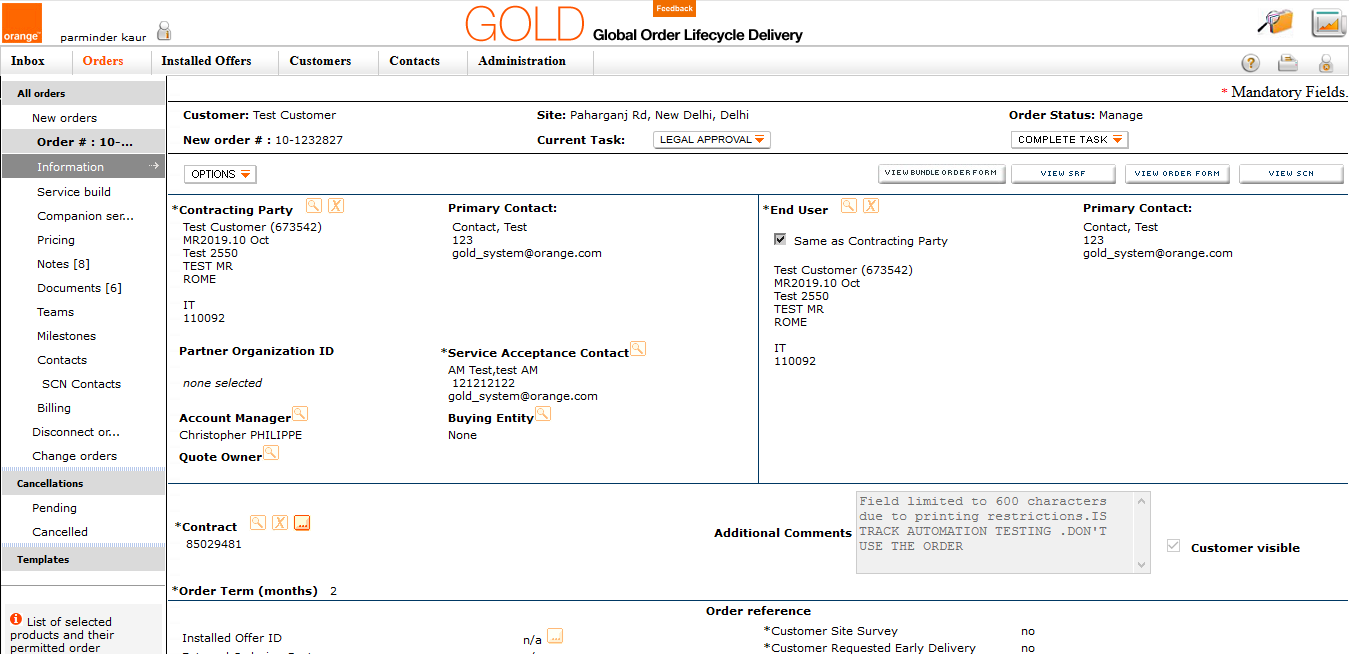 Feedback
orange™
parminder kaur
GOLD Global Order Lifecycle Delivery
Inbox Orders Installed Offers Customers Contacts Administration
All orders
New orders
Order # : 10-...
Information
Service build
Companion ser...
Pricing
Notes [8]
Documents [6]
Teams
Milestones
Contacts
SCN Contacts
Billing
Disconnect or...
Change orders
Cancellations
Pending
Cancelled
Templates
List of selected
products and their
permitted order
* Mandatory Fields.
Customer: Test Customer Site: Paharganj Rd, New Delhi, Delhi Order Status: Manage
New order # : 10-1232827 Current Task: LEGAL APPROVAL COMPLETE TASK
OPTIONS VIEW BUNDLE ORDER FORM VIEW SRF VIEW ORDER FORM VIEW SCN
*Contracting Party X
Test Customer (673542)
MR2019.10 Oct
Test 2550
TEST MR
ROME
IT
110092
Primary Contact:
Contact, Test
123
gold_system@orange.com
Partner Organization ID
none selected
*Service Acceptance Contact
AM Test,test AM
121212122
gold_system@orange.com
Account Manager
Christopher PHILIPPE
Buying Entity
None
Quote Owner
*End User X
Same as Contracting Party
Test Customer (673542)
MR2019.10 Oct
Test 2550
TEST MR
ROME
IT
110092
Primary Contact:
Contact, Test
123
gold_system@orange.com
*Contract X ...
85029481
Additional Comments
Field limited to 600 characters
due to printing restrictions.IS
TRACK AUTOMATION TESTING .DON'T
USE THE ORDER
Customer visible
*Order Term (months) 2
Order reference
Installed Offer ID n/a ...
*Customer Site Survey no
*Customer Requested Early Delivery no